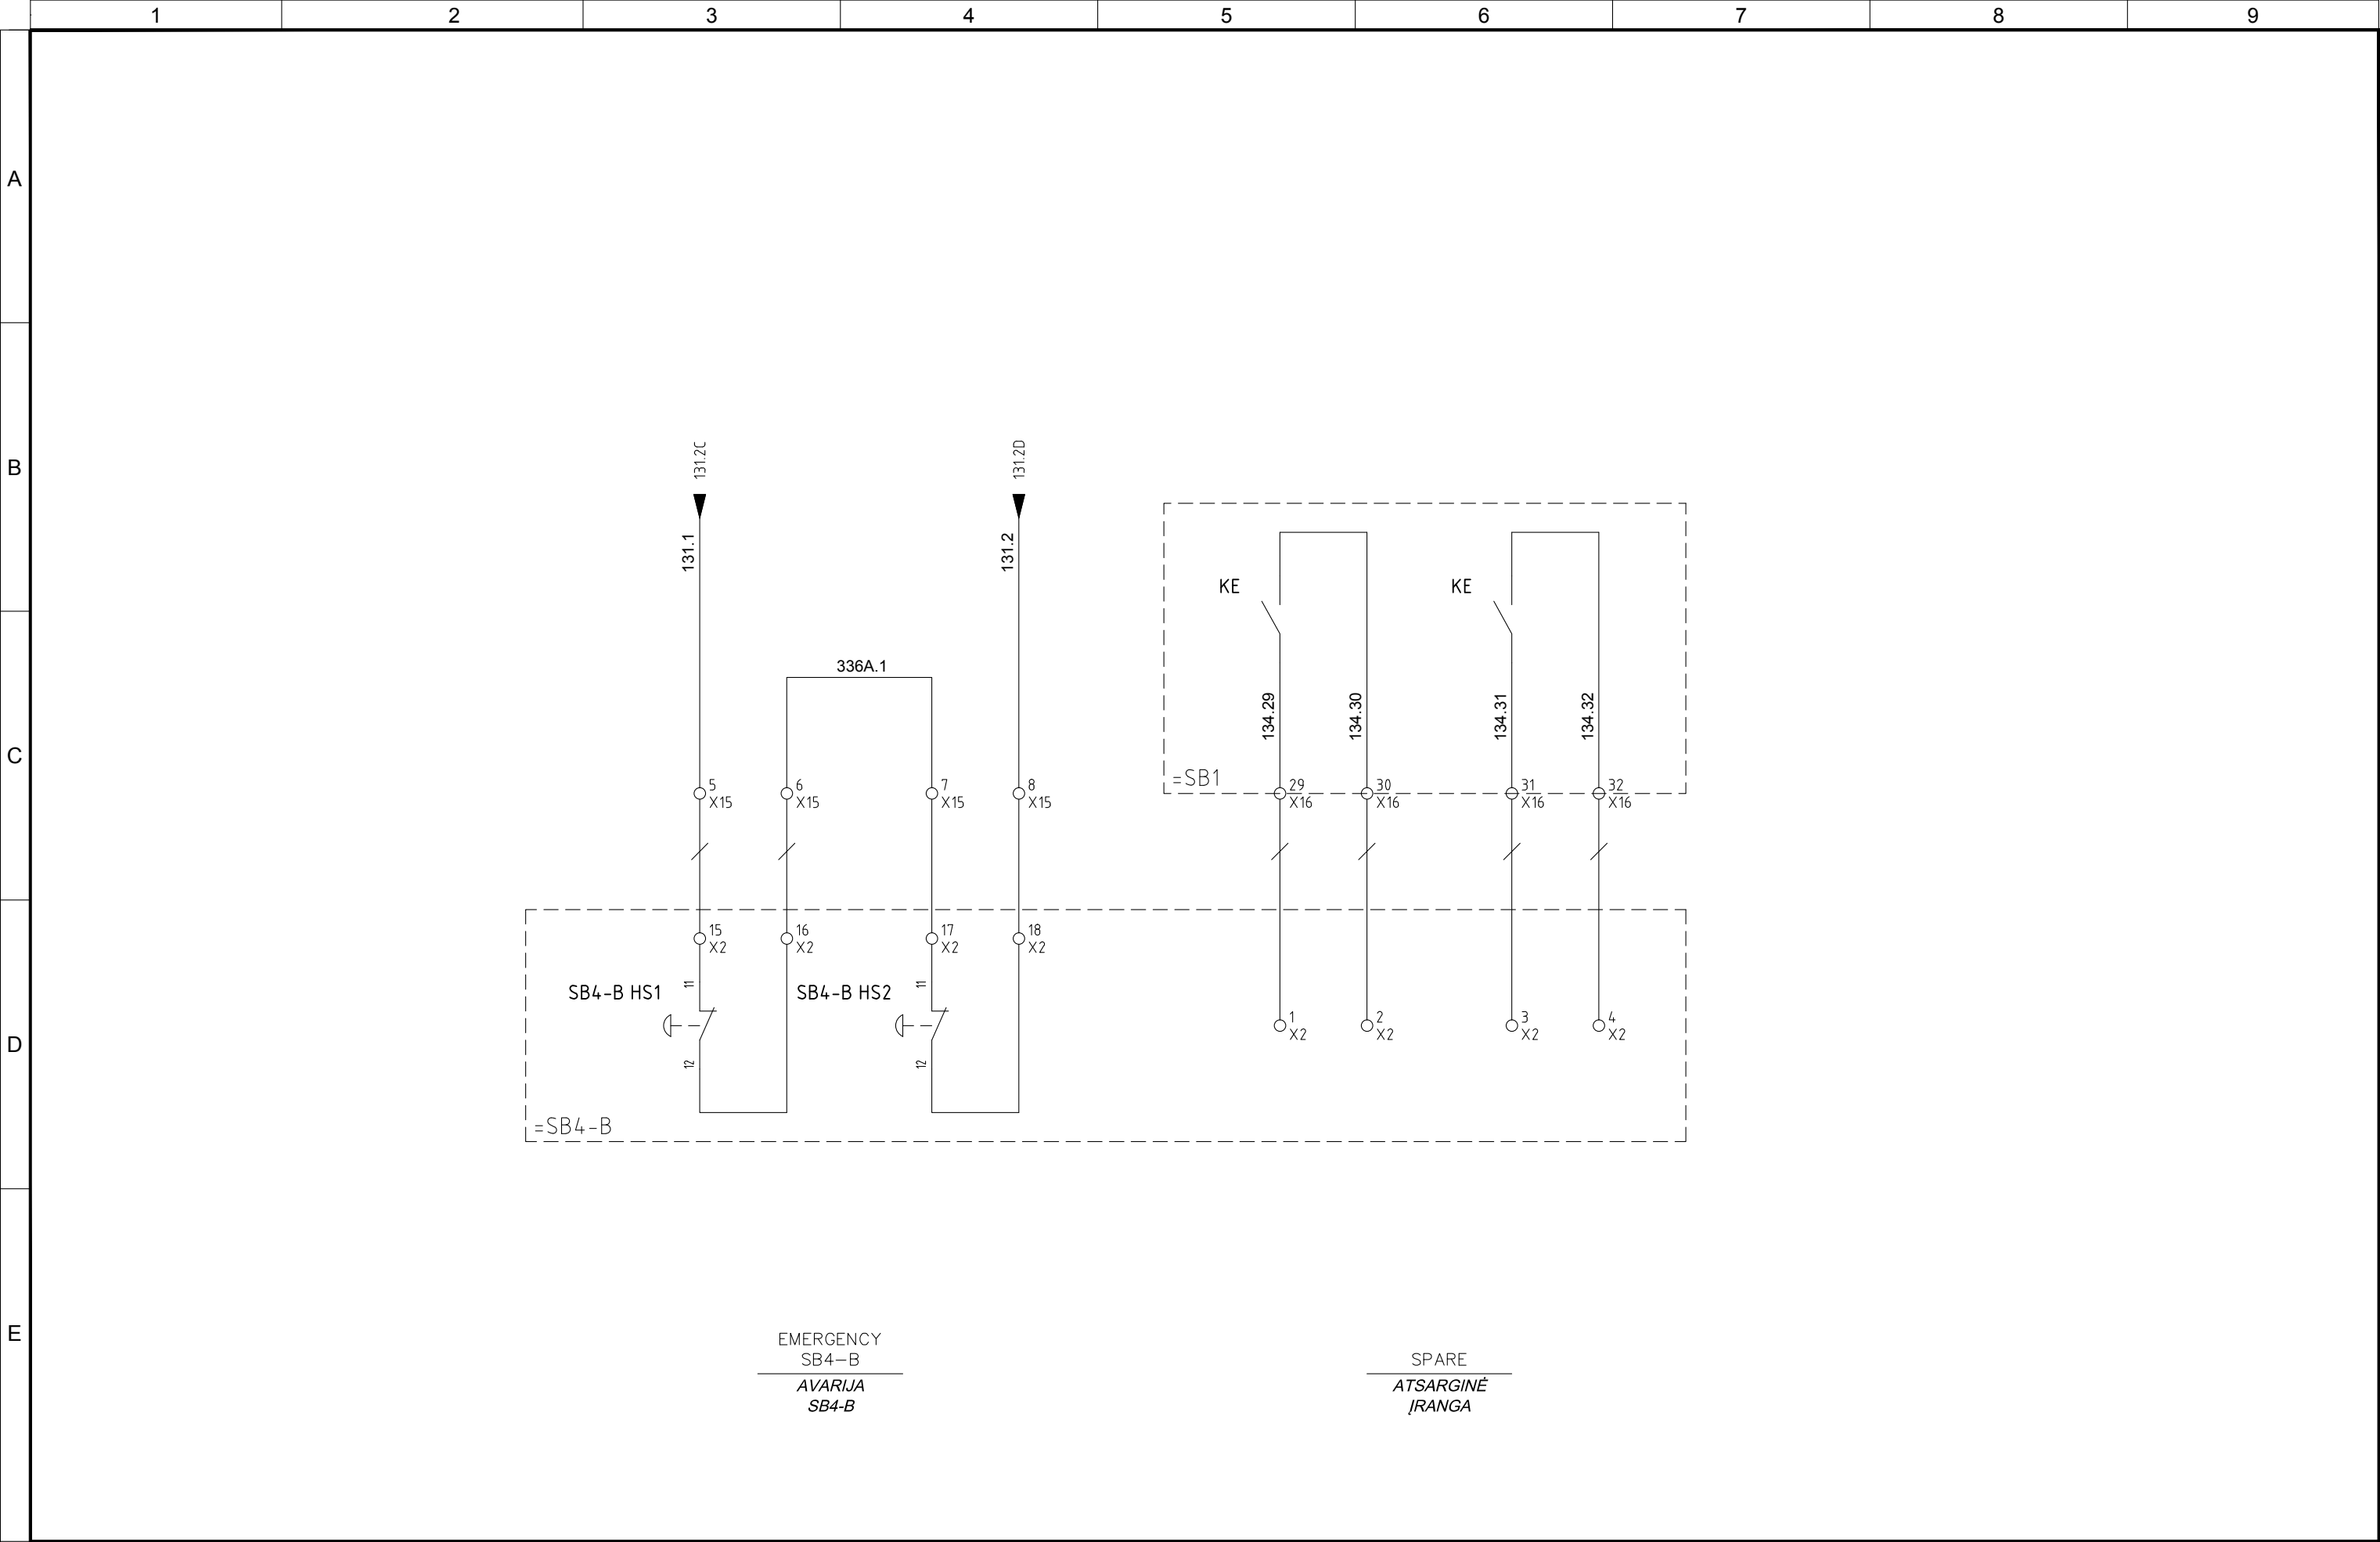 1 2 3 4 5 6 7 8 9
A
B
C
D
E
131.2C
131.2D
131.1
131.2
KE
KE
336A.1
134.29
134.30
134.31
134.32
=SB1
5
X15
6
X15
7
X15
8
X15
29
X16
30
X16
31
X16
32
X16
15
X2
16
X2
17
X2
18
X2
SB4-B HS1
11
12
SB4-B HS2
11
12
1
X2
2
X2
3
X2
4
X2
=SB4-B
EMERGENCY
SB4-B
AVARIJA
SB4-B
SPARE
ATSARGINĖ
ĮRANGA